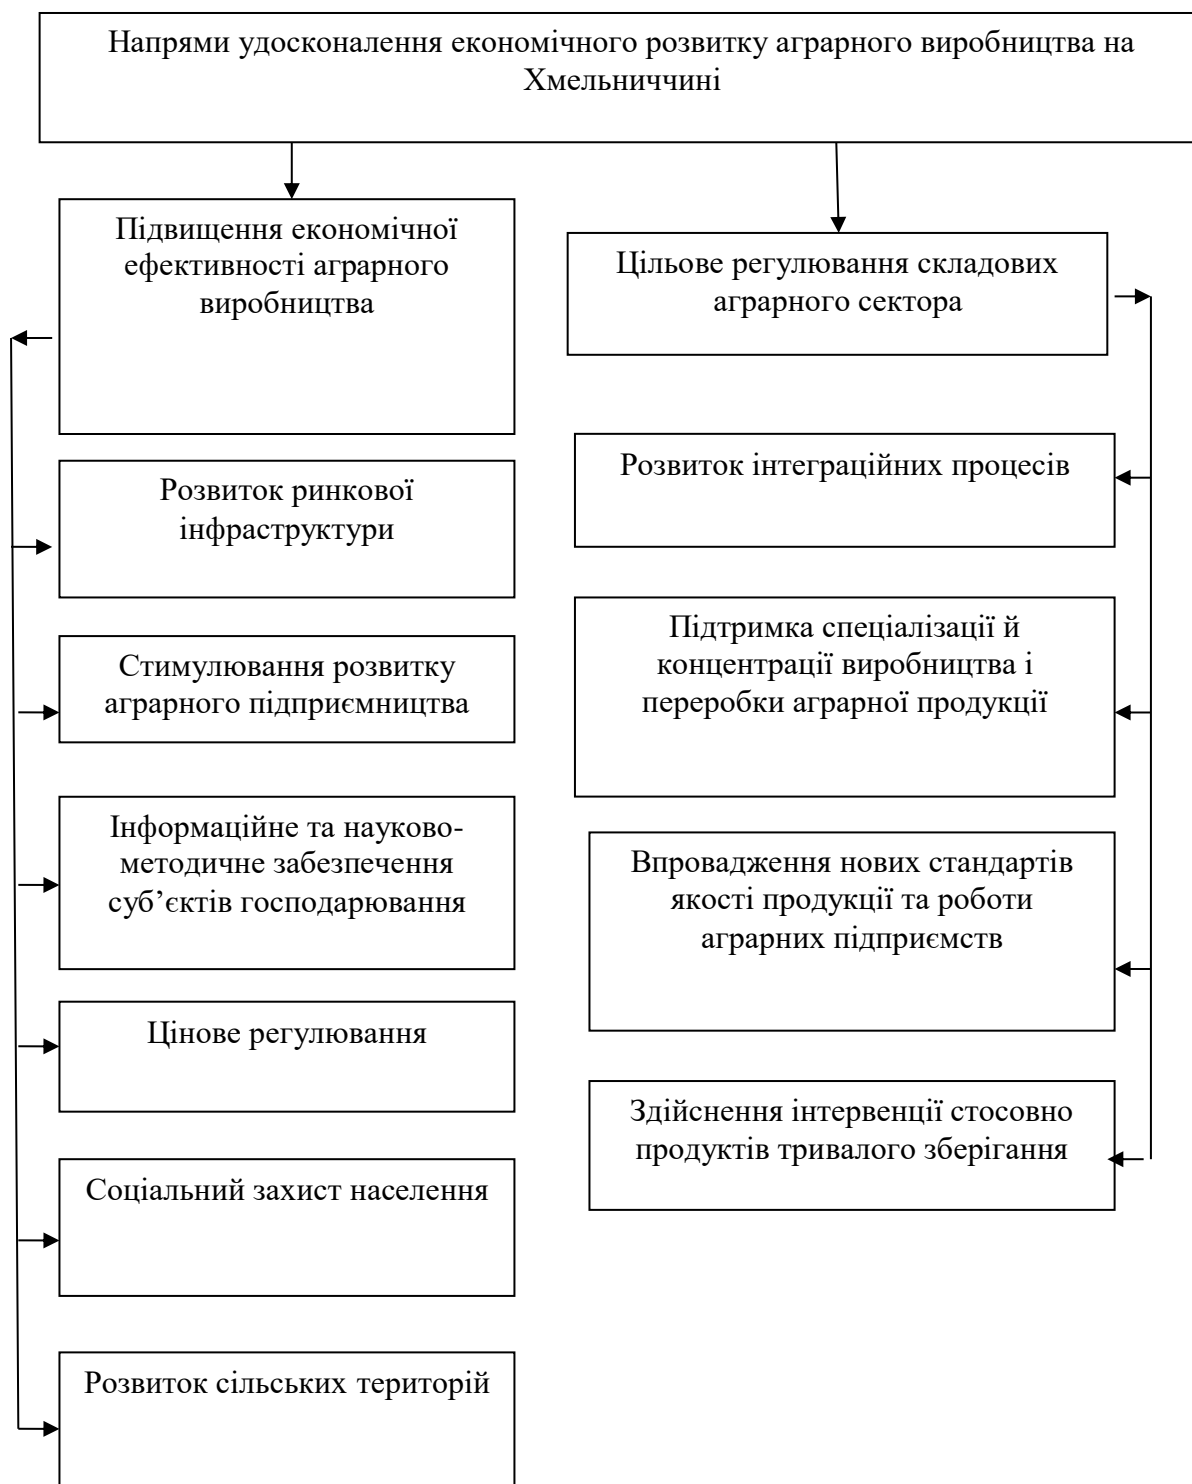 Напрями удосконалення економічного розвитку аграрного виробництва на
Хмельниччині
Підвищення економічної
ефективності аграрного
виробництва
Розвиток ринкової
інфраструктури
Стимулювання розвитку
аграрного підприємництва
Інформаційне та науково-
методичне забезпечення
суб’єктів господарювання
Цінове регулювання
Соціальний захист населення
Розвиток сільських територій
Цільове регулювання складових
аграрного сектора
Розвиток інтеграційних процесів
Підтримка спеціалізації й
концентрації виробництва і
переробки аграрної продукції
Впровадження нових стандартів
якості продукції та роботи
аграрних підприємств
Здійснення інтервенції стосовно
продуктів тривалого зберігання